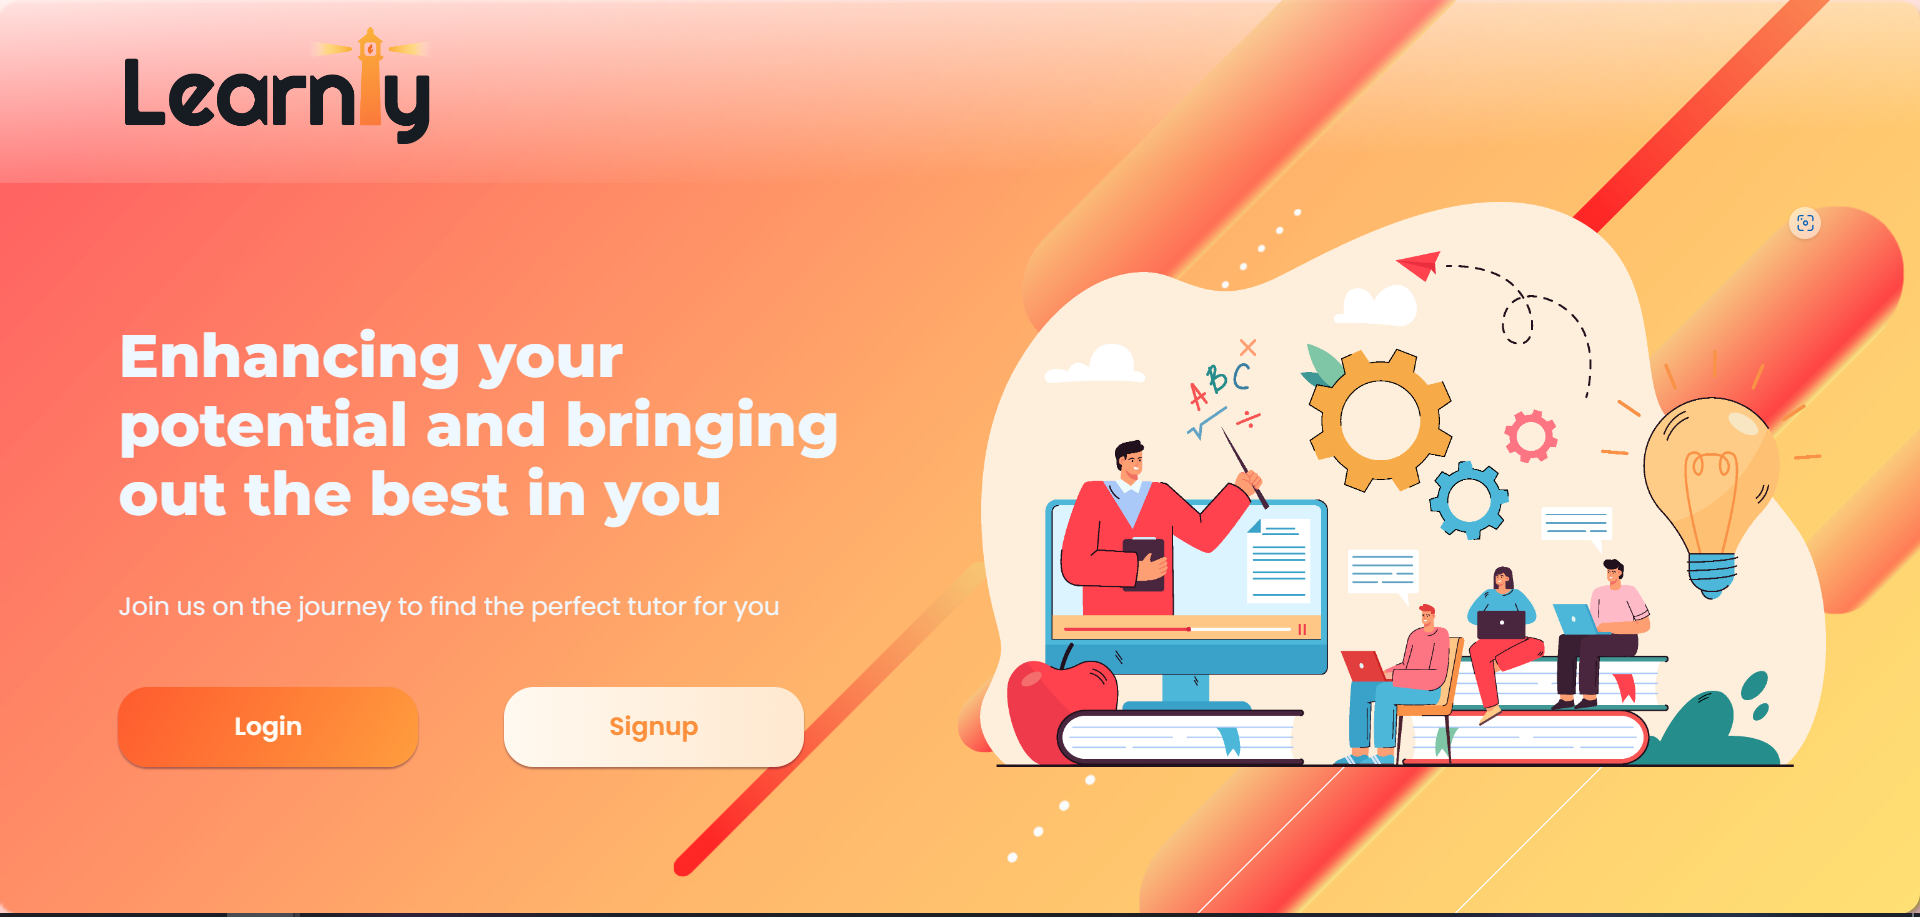 Learnly
Enhancing your
potential and bringing
out the best in you
Join us on the journey to find the perfect tutor for you
Login
Signup
A B C